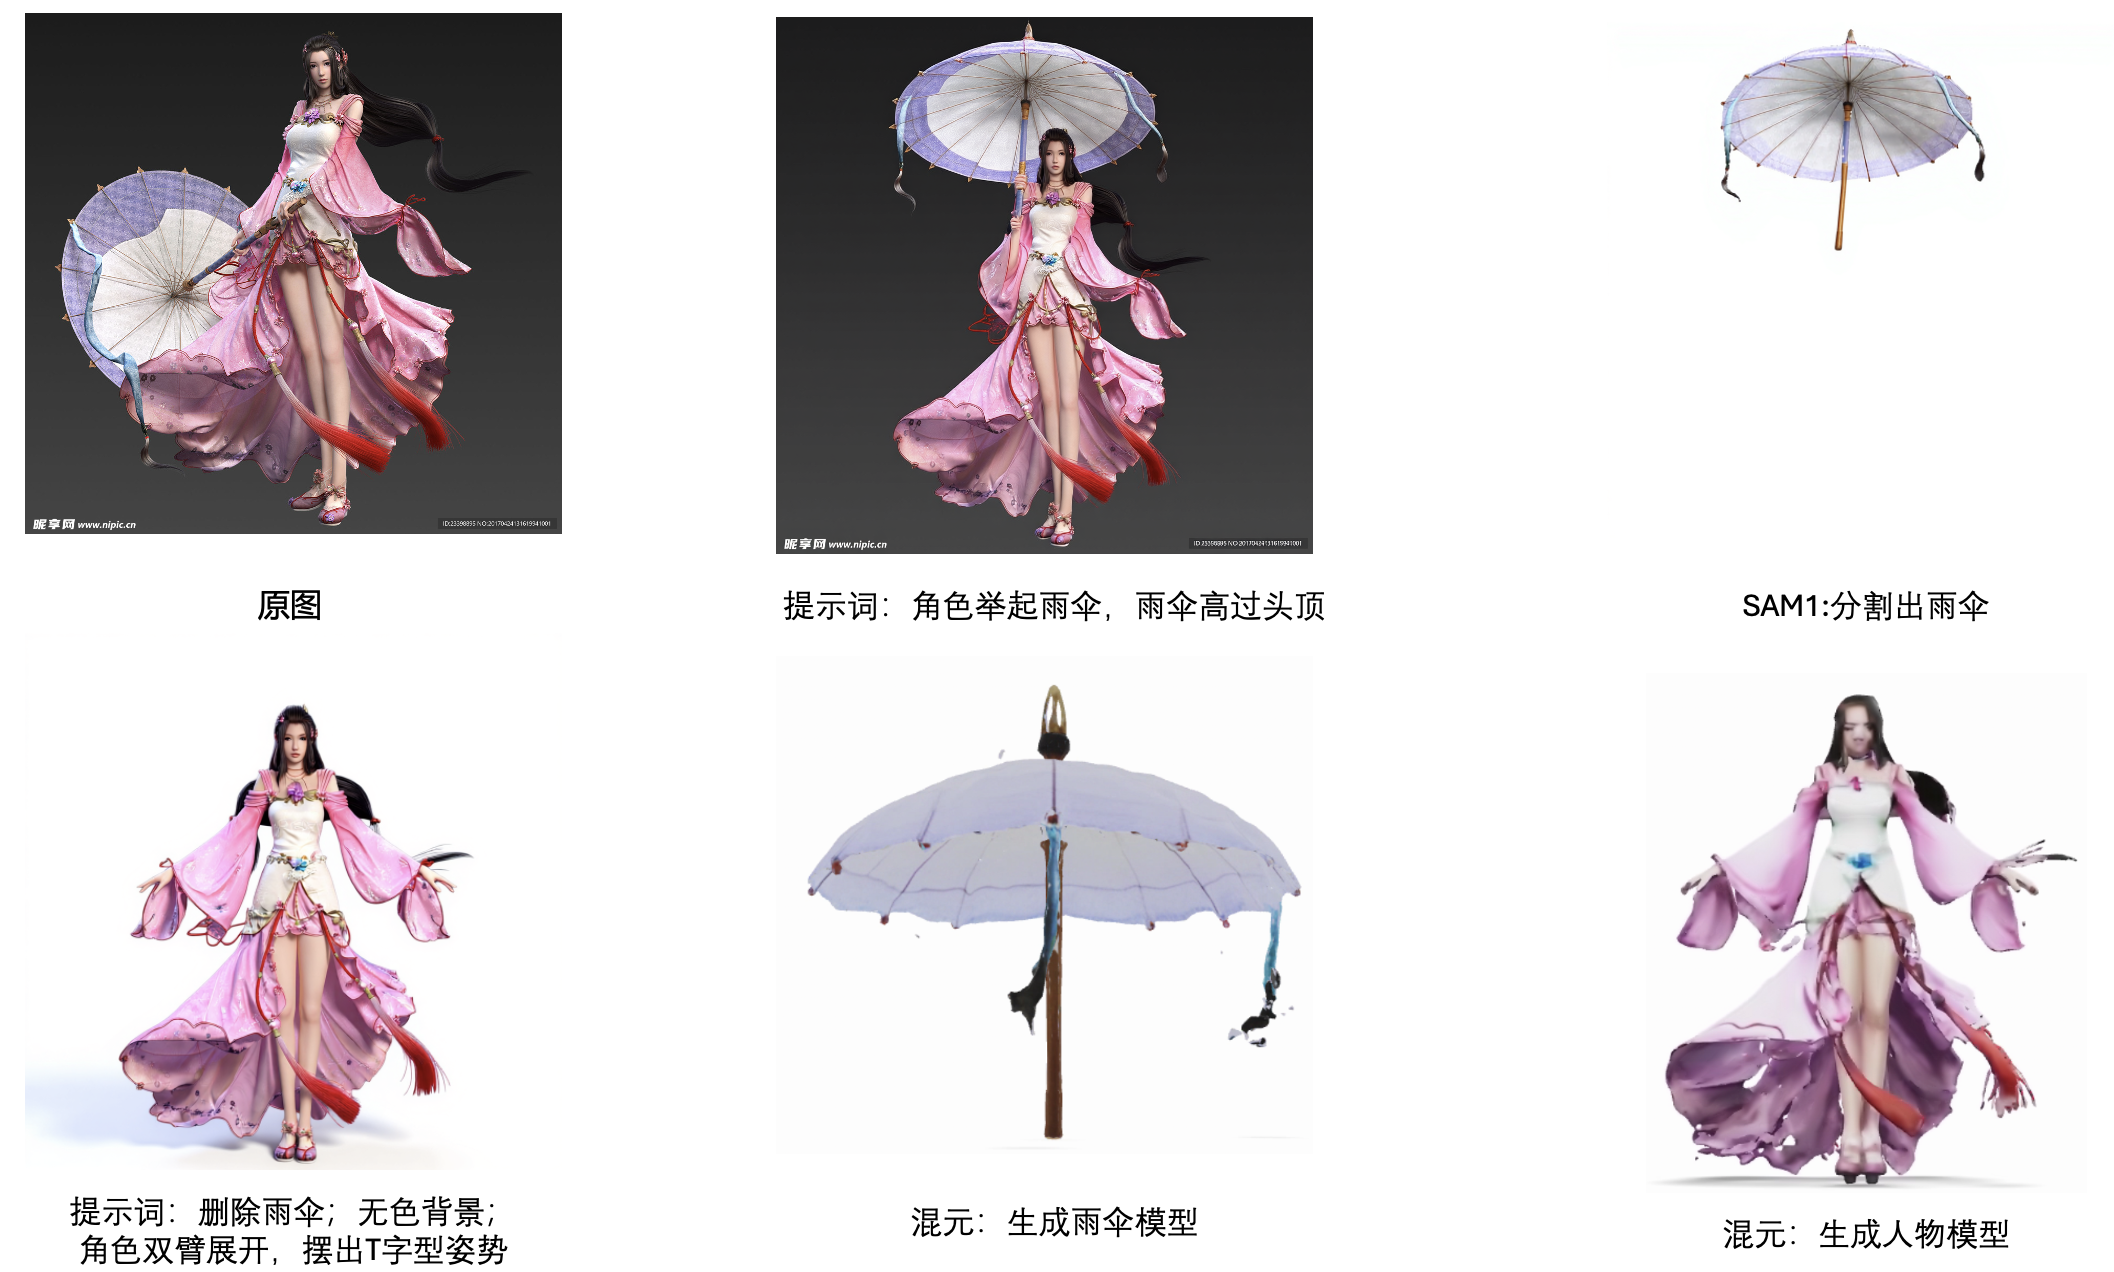 昵享网 www.nipic.cn
ID:23398895 NO:20170424131619941001
昵享网 www.nipic.cn
ID:23398895 NO:20170424131619941001
原图
提示词：角色举起雨伞，雨伞高过头顶
SAM1:分割出雨伞
提示词：删除雨伞；无色背景；
角色双臂展开，摆出T字型姿势
混元：生成雨伞模型
混元：生成人物模型